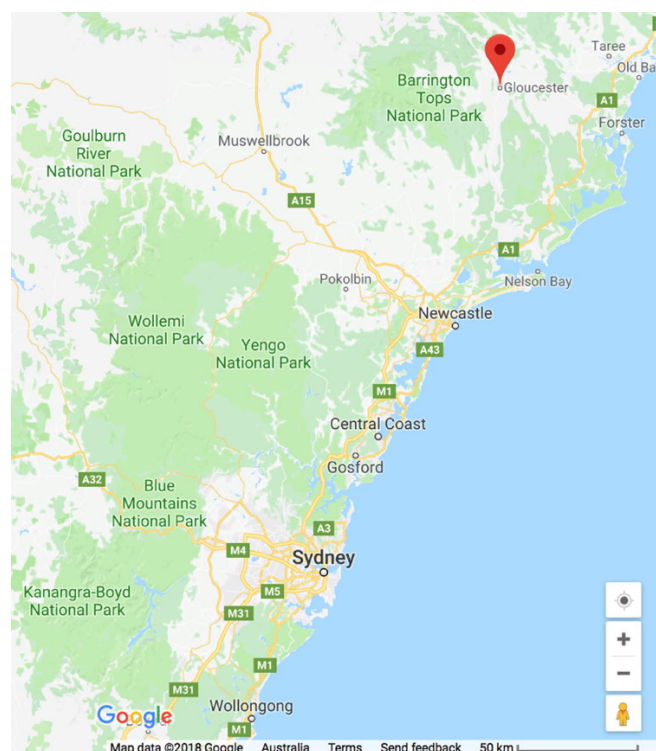 Taree
Old Ba
Barrington
Tops
National Park
Gloucester
A1
Forster
Goulburn
River
National Park
Muswellbrook
A15
A1
Pokolbin
Nelson Bay
Newcastle
Wollemi
National Park
Yengo
National Park
A43
M1
Central Coast
Gosford
A32
Blue
Mountains
National Park
A3
M4
Sydney
Kanangra-Boyd
National Park
M5
M31
M1
M31
Google
Wollongong
M1
Map data ©2018 Google Australia Terms Send feedback 50 km